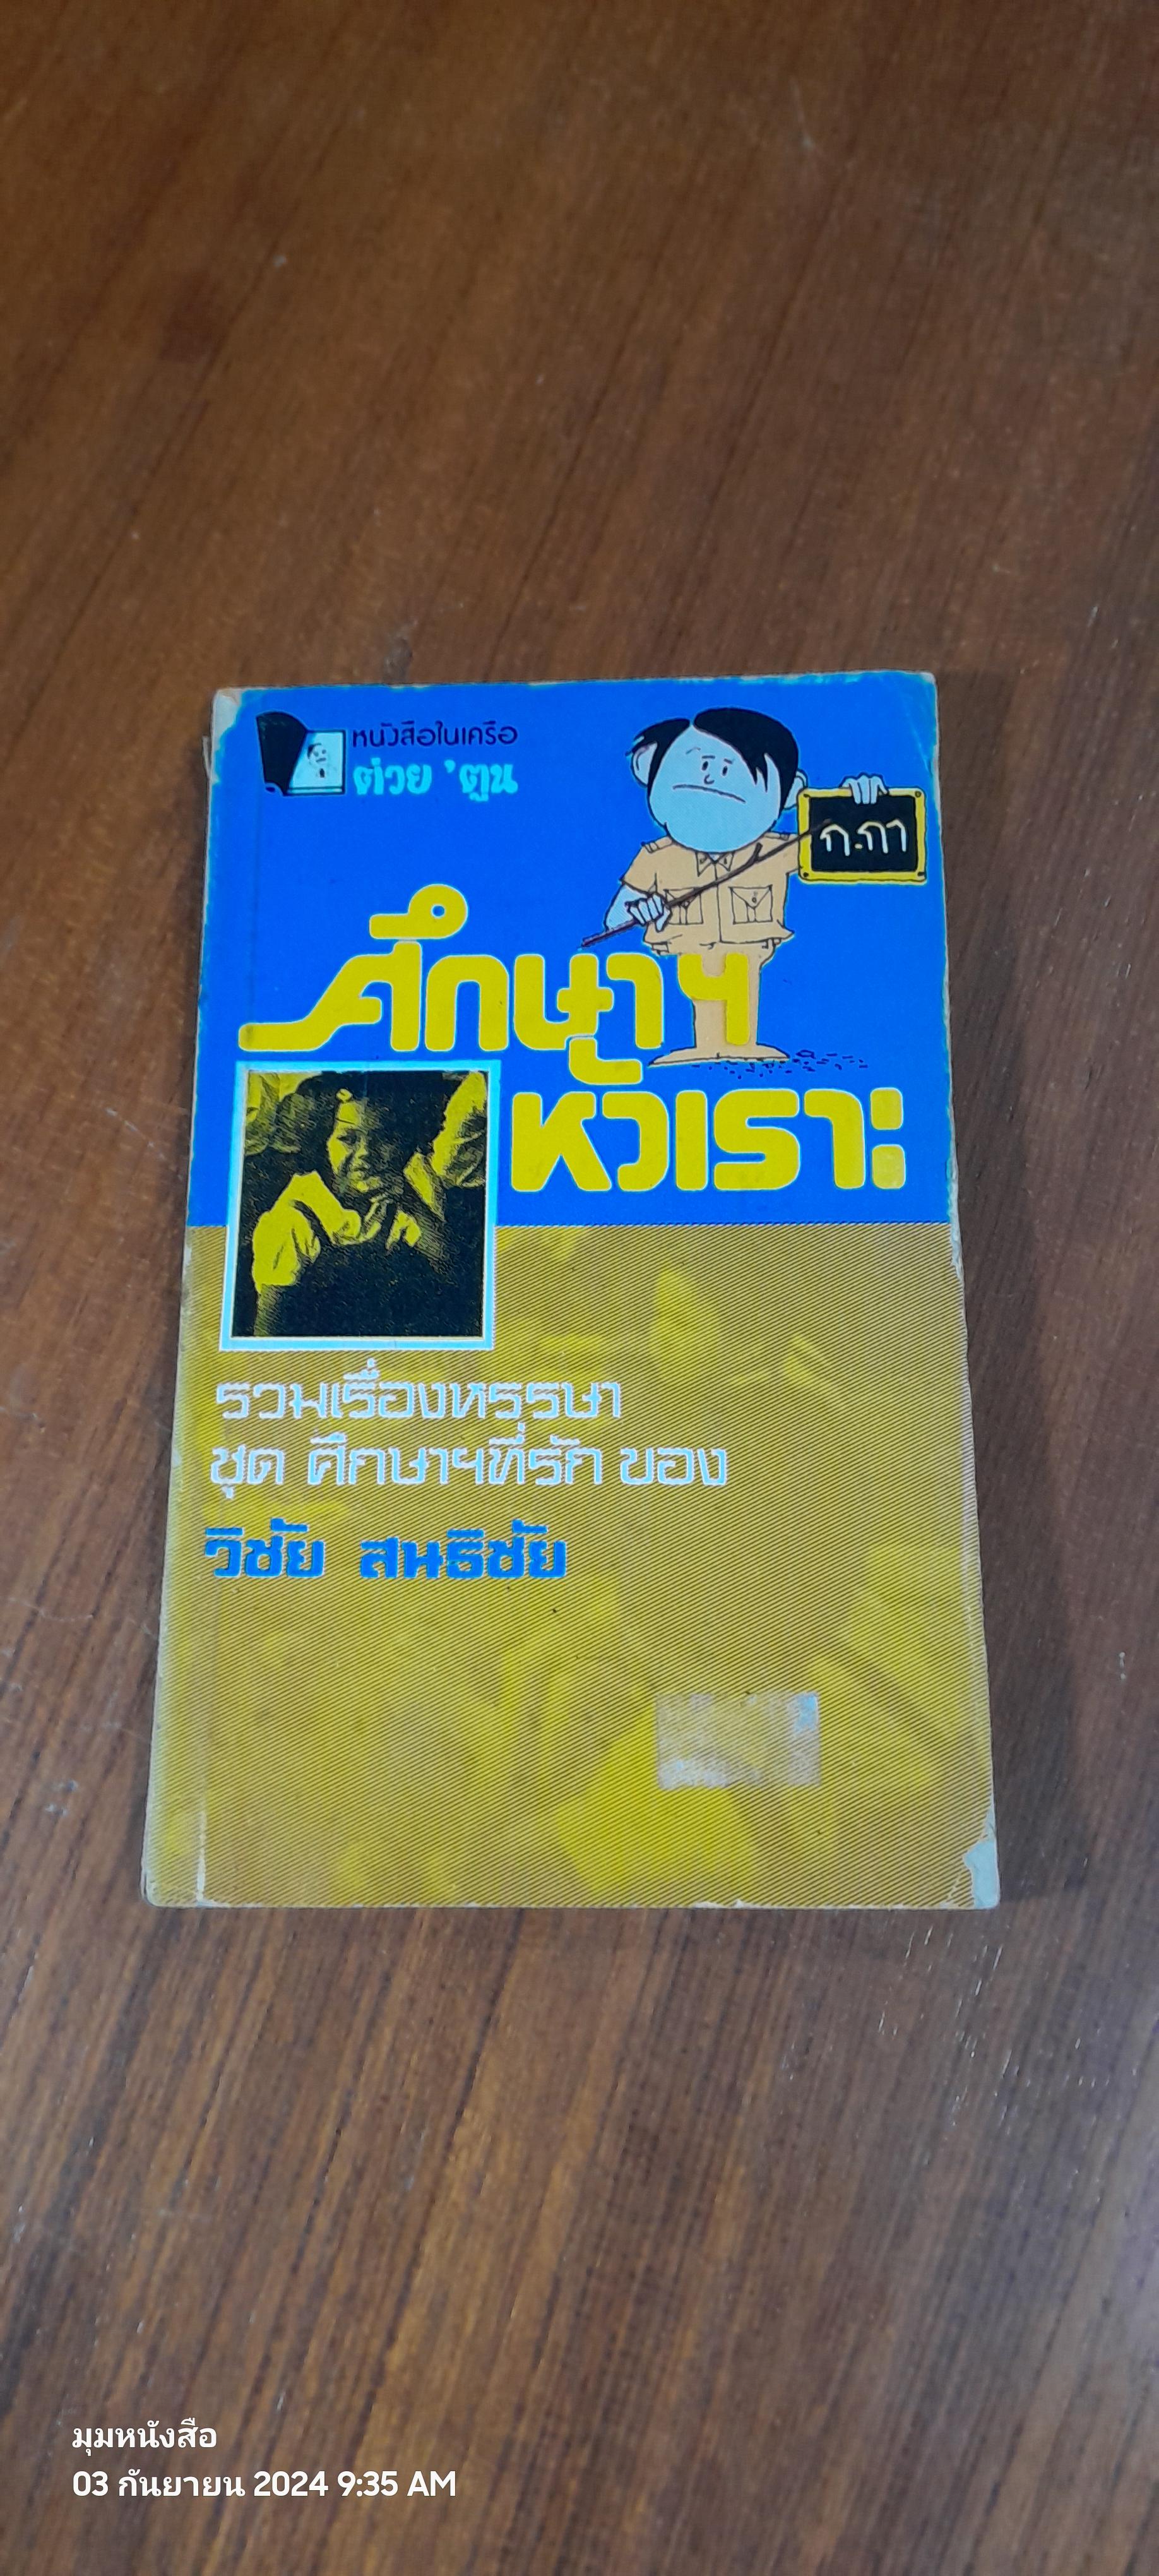 หนังสือในเครือ
ต่วย 'ตูน
ก.กา
ศึกษาฯ
หัวเราะ
รวมเรื่องหรรษา
ชุด ศึกษาฯที่รัก ของ
วิชัย สนธิชัย
มุมหนังสือ
03 กันยายน 2024 9:35 AM